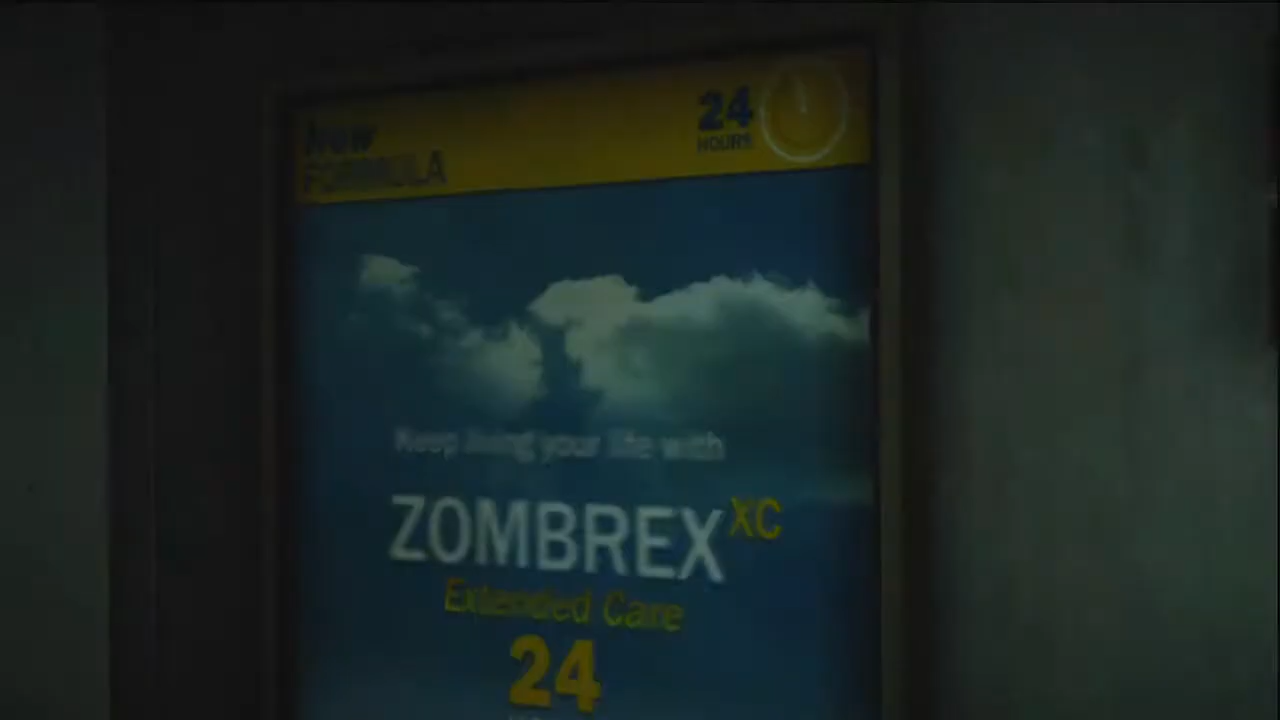 New
FORMULA
24
HOURS
Keep living your life with
ZOMBREX XC
Extended Care
24